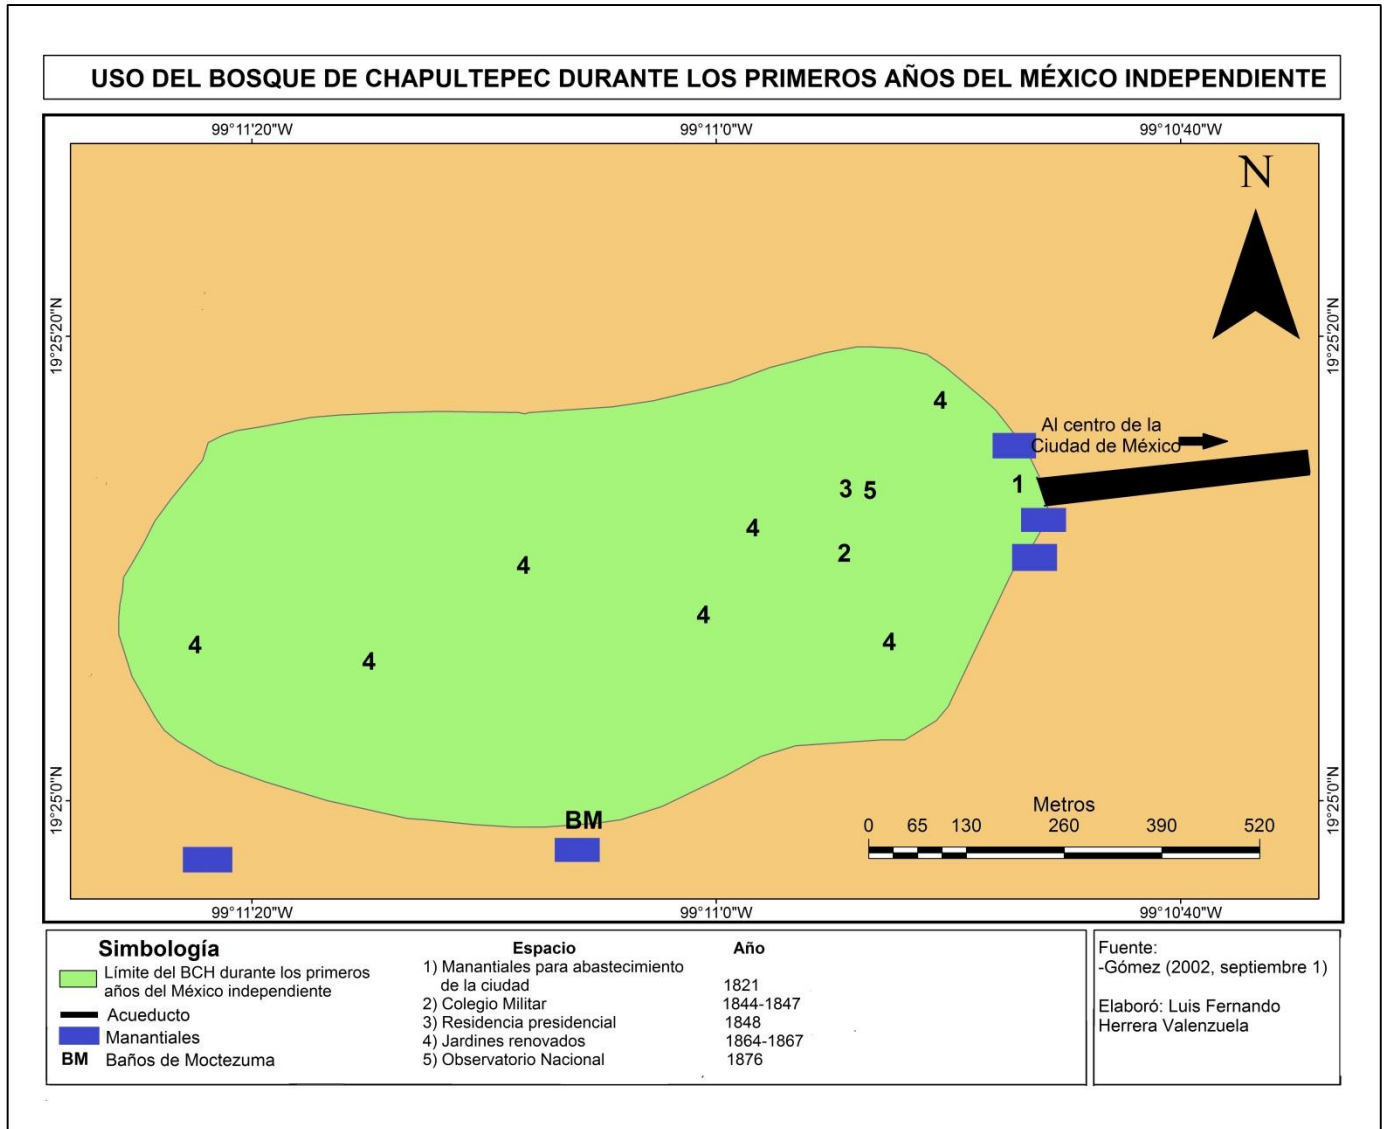 USO DEL BOSQUE DE CHAPULTEPEC DURANTE LOS PRIMEROS AÑOS DEL MÉXICO INDEPENDIENTE
99°11'20"W
99°11'0"W
99°10'40"W
N
19°25'20"N
19°25'20"N
4
Al centro de la
Ciudad de México
3
5
1
4
2
4
4
4
4
4
19°25'0"N
19°25'0"N
Metros
BM
0
65
130
260
390
520
99°11'20"W
99°11'0"W
99°10'40"W
Simbología
Límite del BCH durante los primeros
años del México independiente
Acueducto
Manantiales
BM Baños de Moctezuma
Espacio Año
1) Manantiales para abastecimiento
de la ciudad 1821
2) Colegio Militar 1844-1847
3) Residencia presidencial 1848
4) Jardines renovados 1864-1867
5) Observatorio Nacional 1876
Fuente:
-Gómez (2002, septiembre 1)
Elaboró: Luis Fernando
Herrera Valenzuela